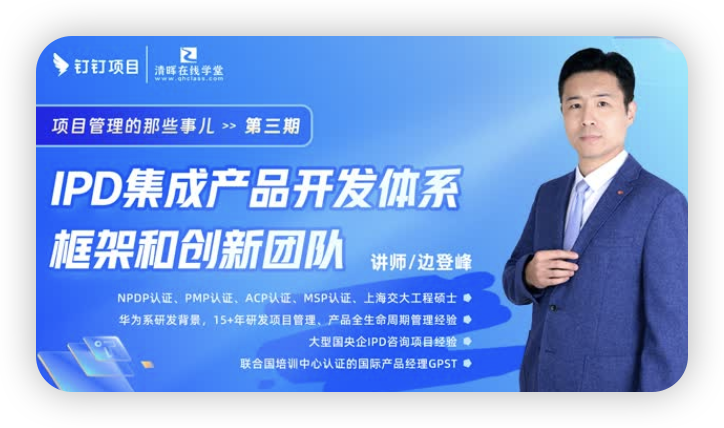 钉钉项目
清晖在线学堂
www.qhclass.com
项目管理的那些事儿 >> 第三期
IPD集成产品开发体系
框架和创新团队
讲师/边登峰
NPDP认证、PMP认证、ACP认证、MSP认证、上海交大工程硕士
华为系研发背景，15+年研发项目管理、产品全生命周期管理经验
大型国央企IPD咨询项目经验
联合国培训中心认证的国际产品经理GPST